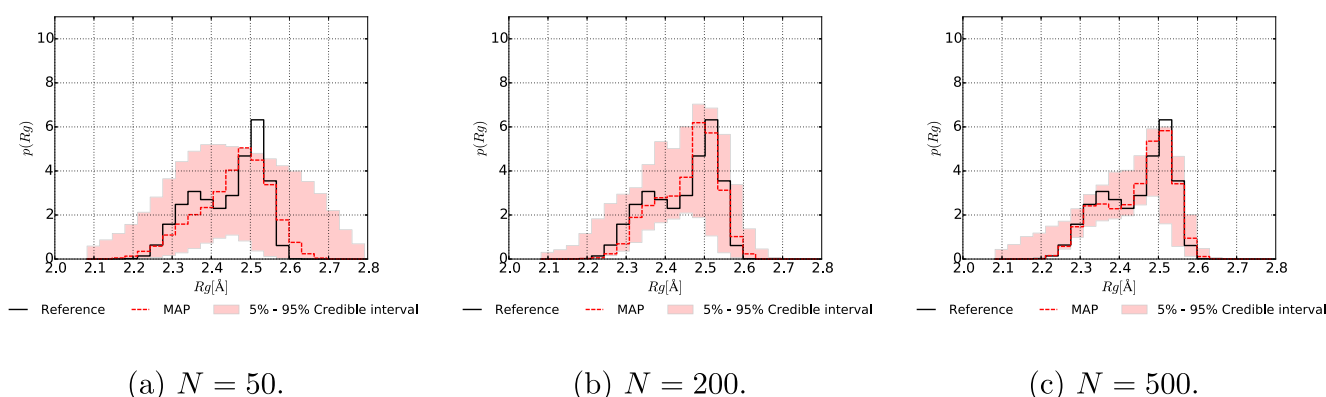 10
8
6
4
2
0
p(Rg)
2.0 2.1 2.2 2.3 2.4 2.5 2.6 2.7 2.8
Rg[Å]
Reference MAP 5% - 95% Credible interval
(a) N = 50.
10
8
6
4
2
0
p(Rg)
2.0 2.1 2.2 2.3 2.4 2.5 2.6 2.7 2.8
Rg[Å]
Reference MAP 5% - 95% Credible interval
(b) N = 200.
10
8
6
4
2
0
p(Rg)
2.0 2.1 2.2 2.3 2.4 2.5 2.6 2.7 2.8
Rg[Å]
Reference MAP 5% - 95% Credible interval
(c) N = 500.